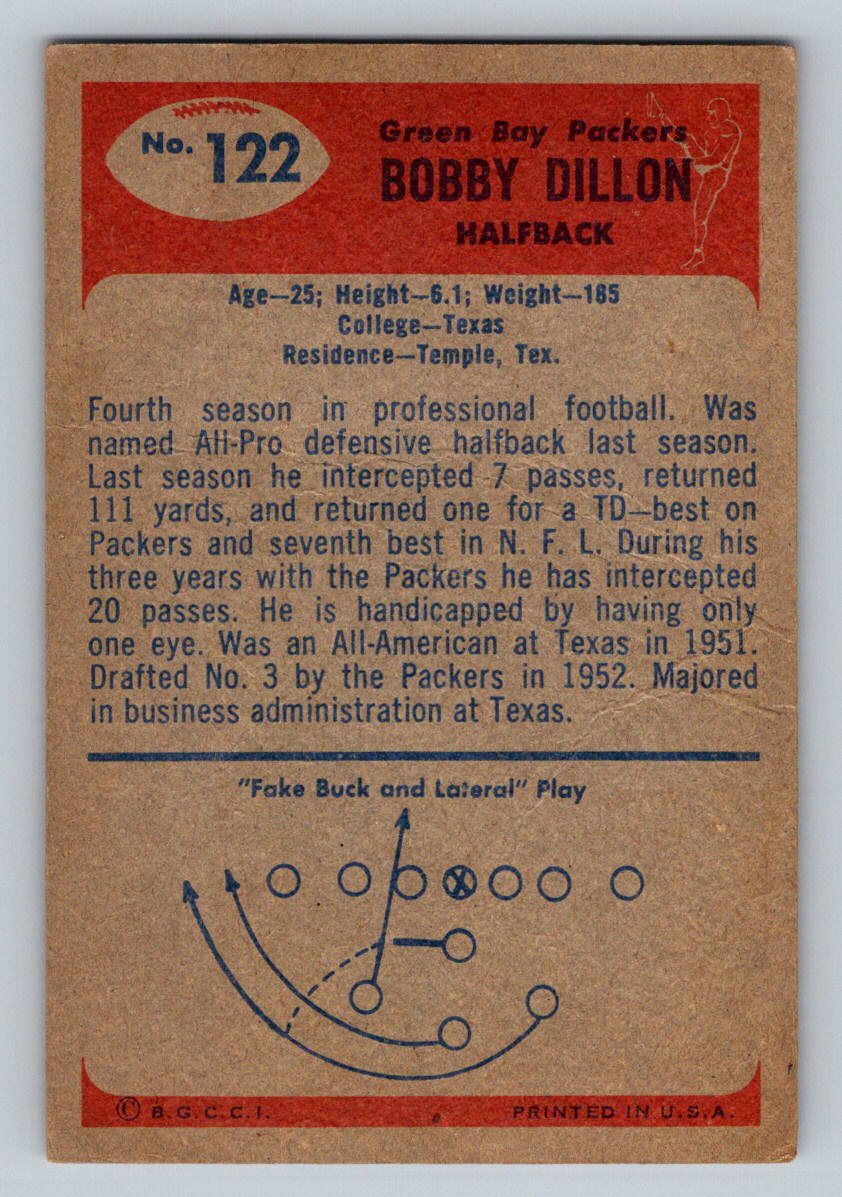 No. 122
Green Bay Packers
BOBBY DILLON
HALFBACK
Age—25; Height—6.1; Weight—185
College—Texas
Residence—Temple, Tex.
Fourth season in professional football. Was
named All-Pro defensive halfback last season.
Last season he intercepted 7 passes, returned
111 yards, and returned one for a TD—best on
Packers and seventh best in N. F. L. During his
three years with the Packers he has intercepted
20 passes. He is handicapped by having only
one eye. Was an All-American at Texas in 1951.
Drafted No. 3 by the Packers in 1952. Majored
in business administration at Texas.
"Fake Buck and Lateral" Play
X
© B.G.C.C.I.
PRINTED IN U.S.A.